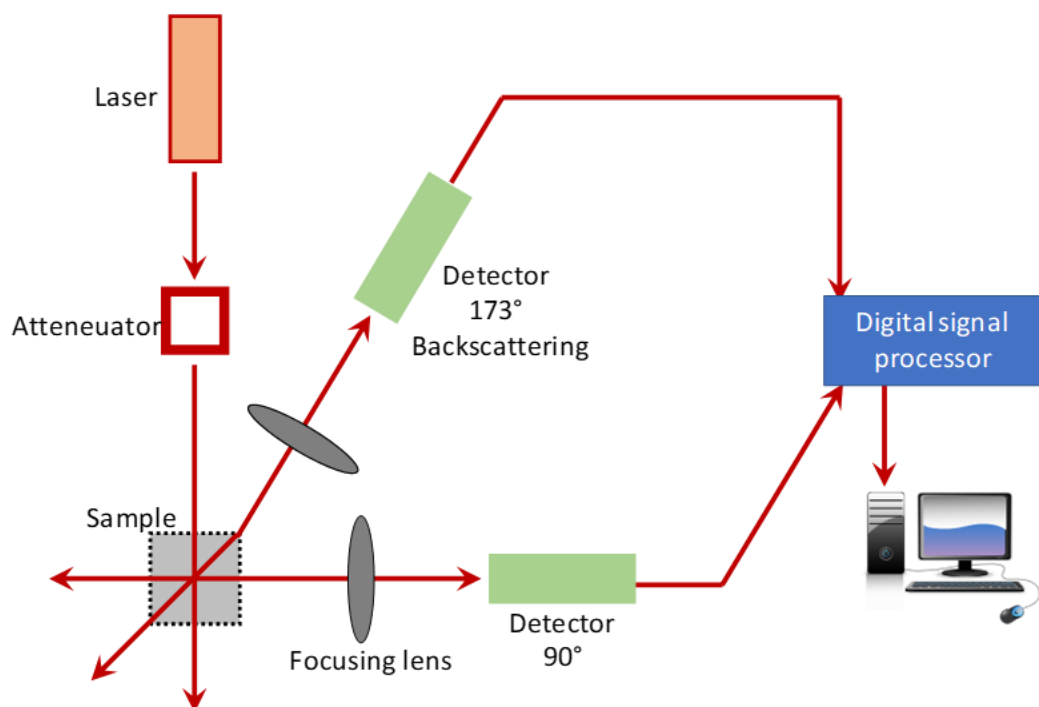 Laser
Detector
173°
Backscattering
Atteneuator
Digital signal
processor
Sample
Focusing lens
Detector
90°